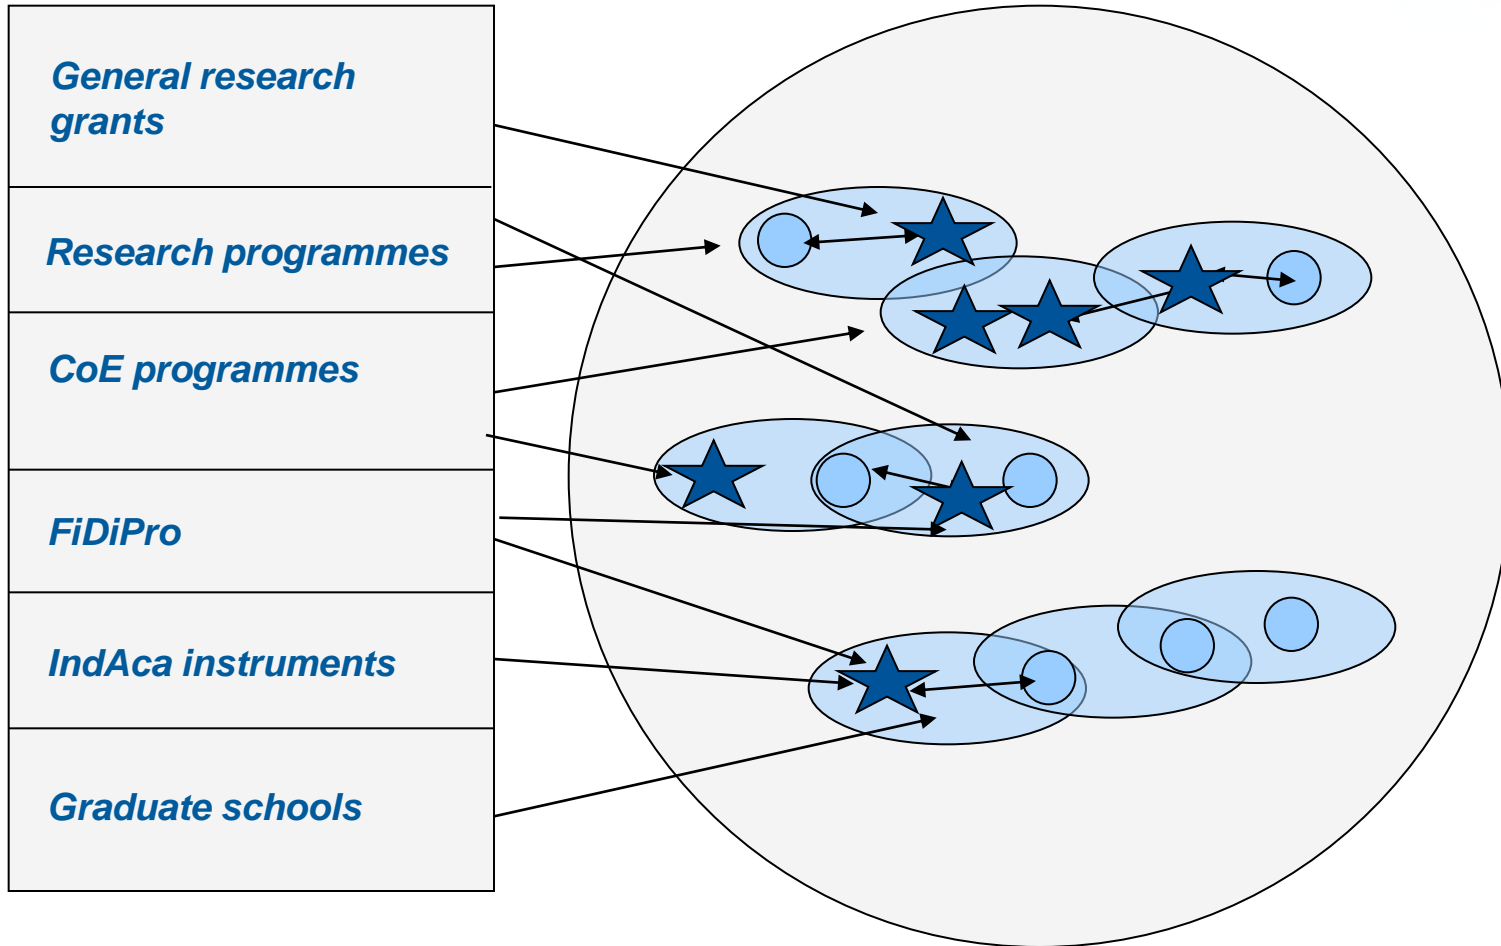 General research
grants
Research programmes
CoE programmes
FiDiPro
IndAca instruments
Graduate schools